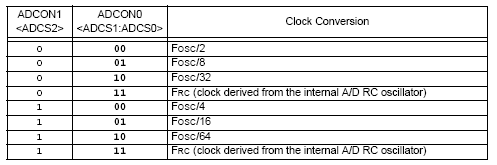 ADCON1 ADCON0 Clock Conversion
<ADCS2> <ADCS1:ADCS0>
0 00 Fosc/2
0 01 Fosc/8
0 10 Fosc/32
0 11 FRC (clock derived from the internal A/D RC oscillator)
1 00 Fosc/4
1 01 Fosc/16
1 10 Fosc/64
1 11 FRC (clock derived from the internal A/D RC oscillator)